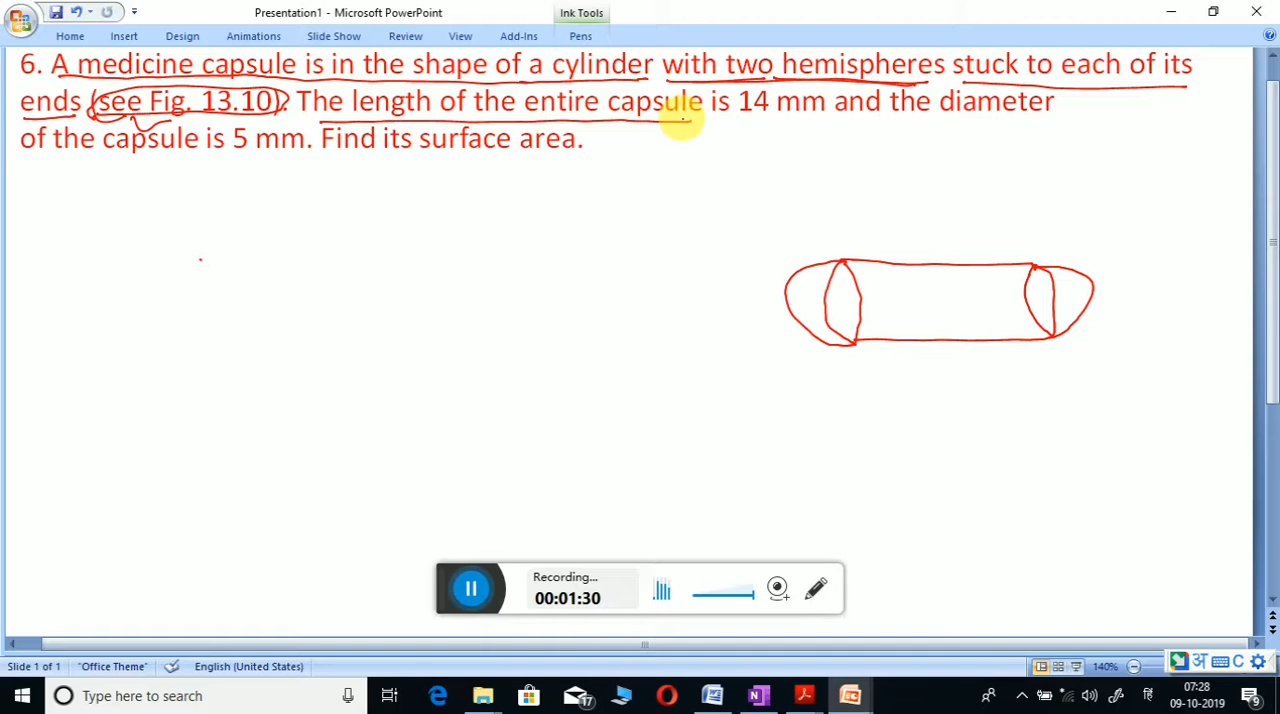 Presentation1 - Microsoft PowerPoint
Ink Tools
Home Insert Design Animations Slide Show Review View Add-Ins Pens
6. A medicine capsule is in the shape of a cylinder with two hemispheres stuck to each of its
ends (see Fig. 13.10). The length of the entire capsule is 14 mm and the diameter
of the capsule is 5 mm. Find its surface area.
Recording...
00:01:30
Slide 1 of 1 "Office Theme" English (United States) 140%
अ C
Type here to search
17
07:28
09-10-2019
9